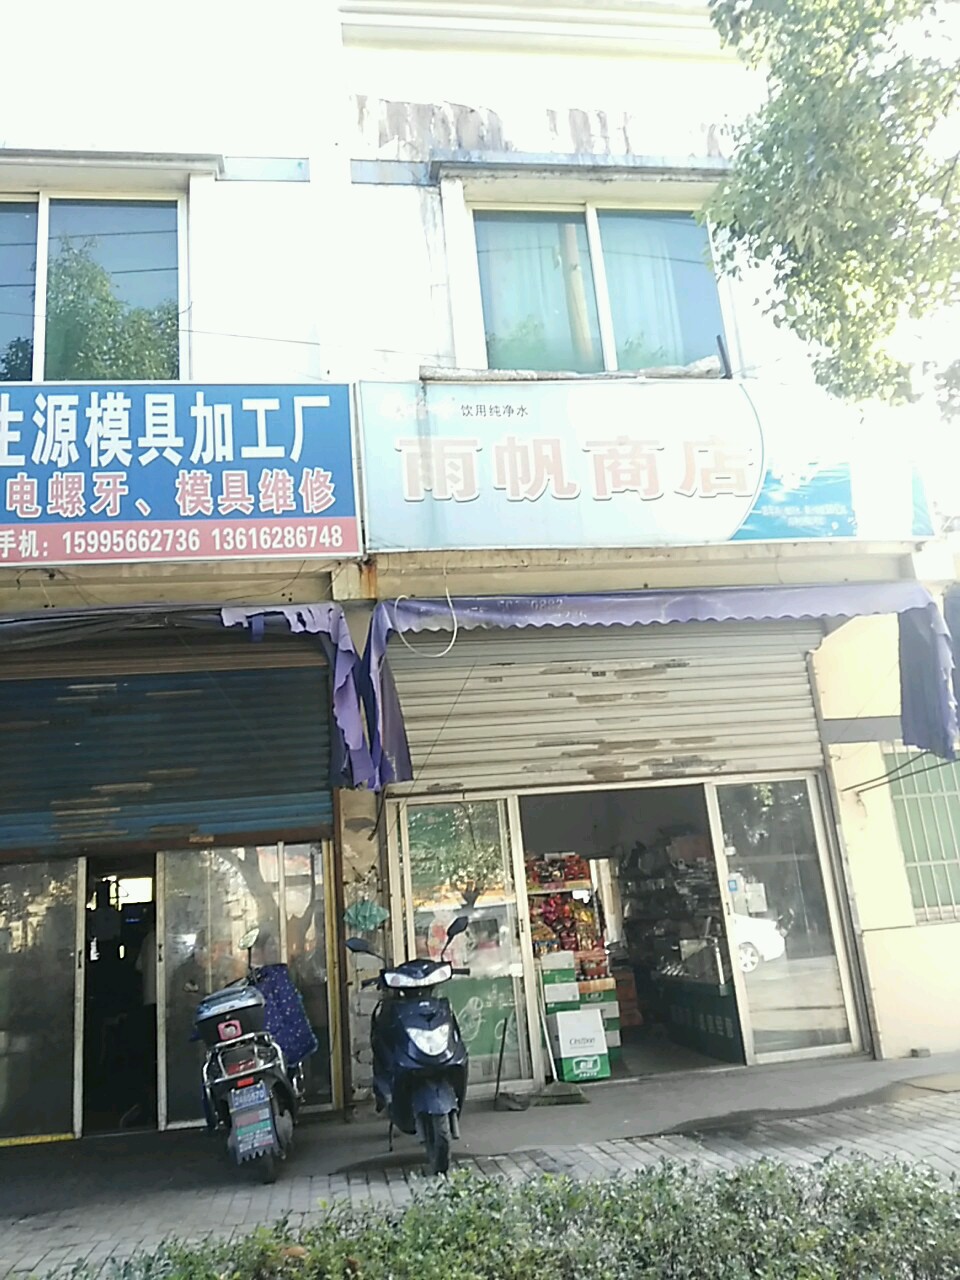 生源模具加工厂
电螺牙、模具维修
手机：15995662736 13616286748
饮用纯净水
雨帆商店